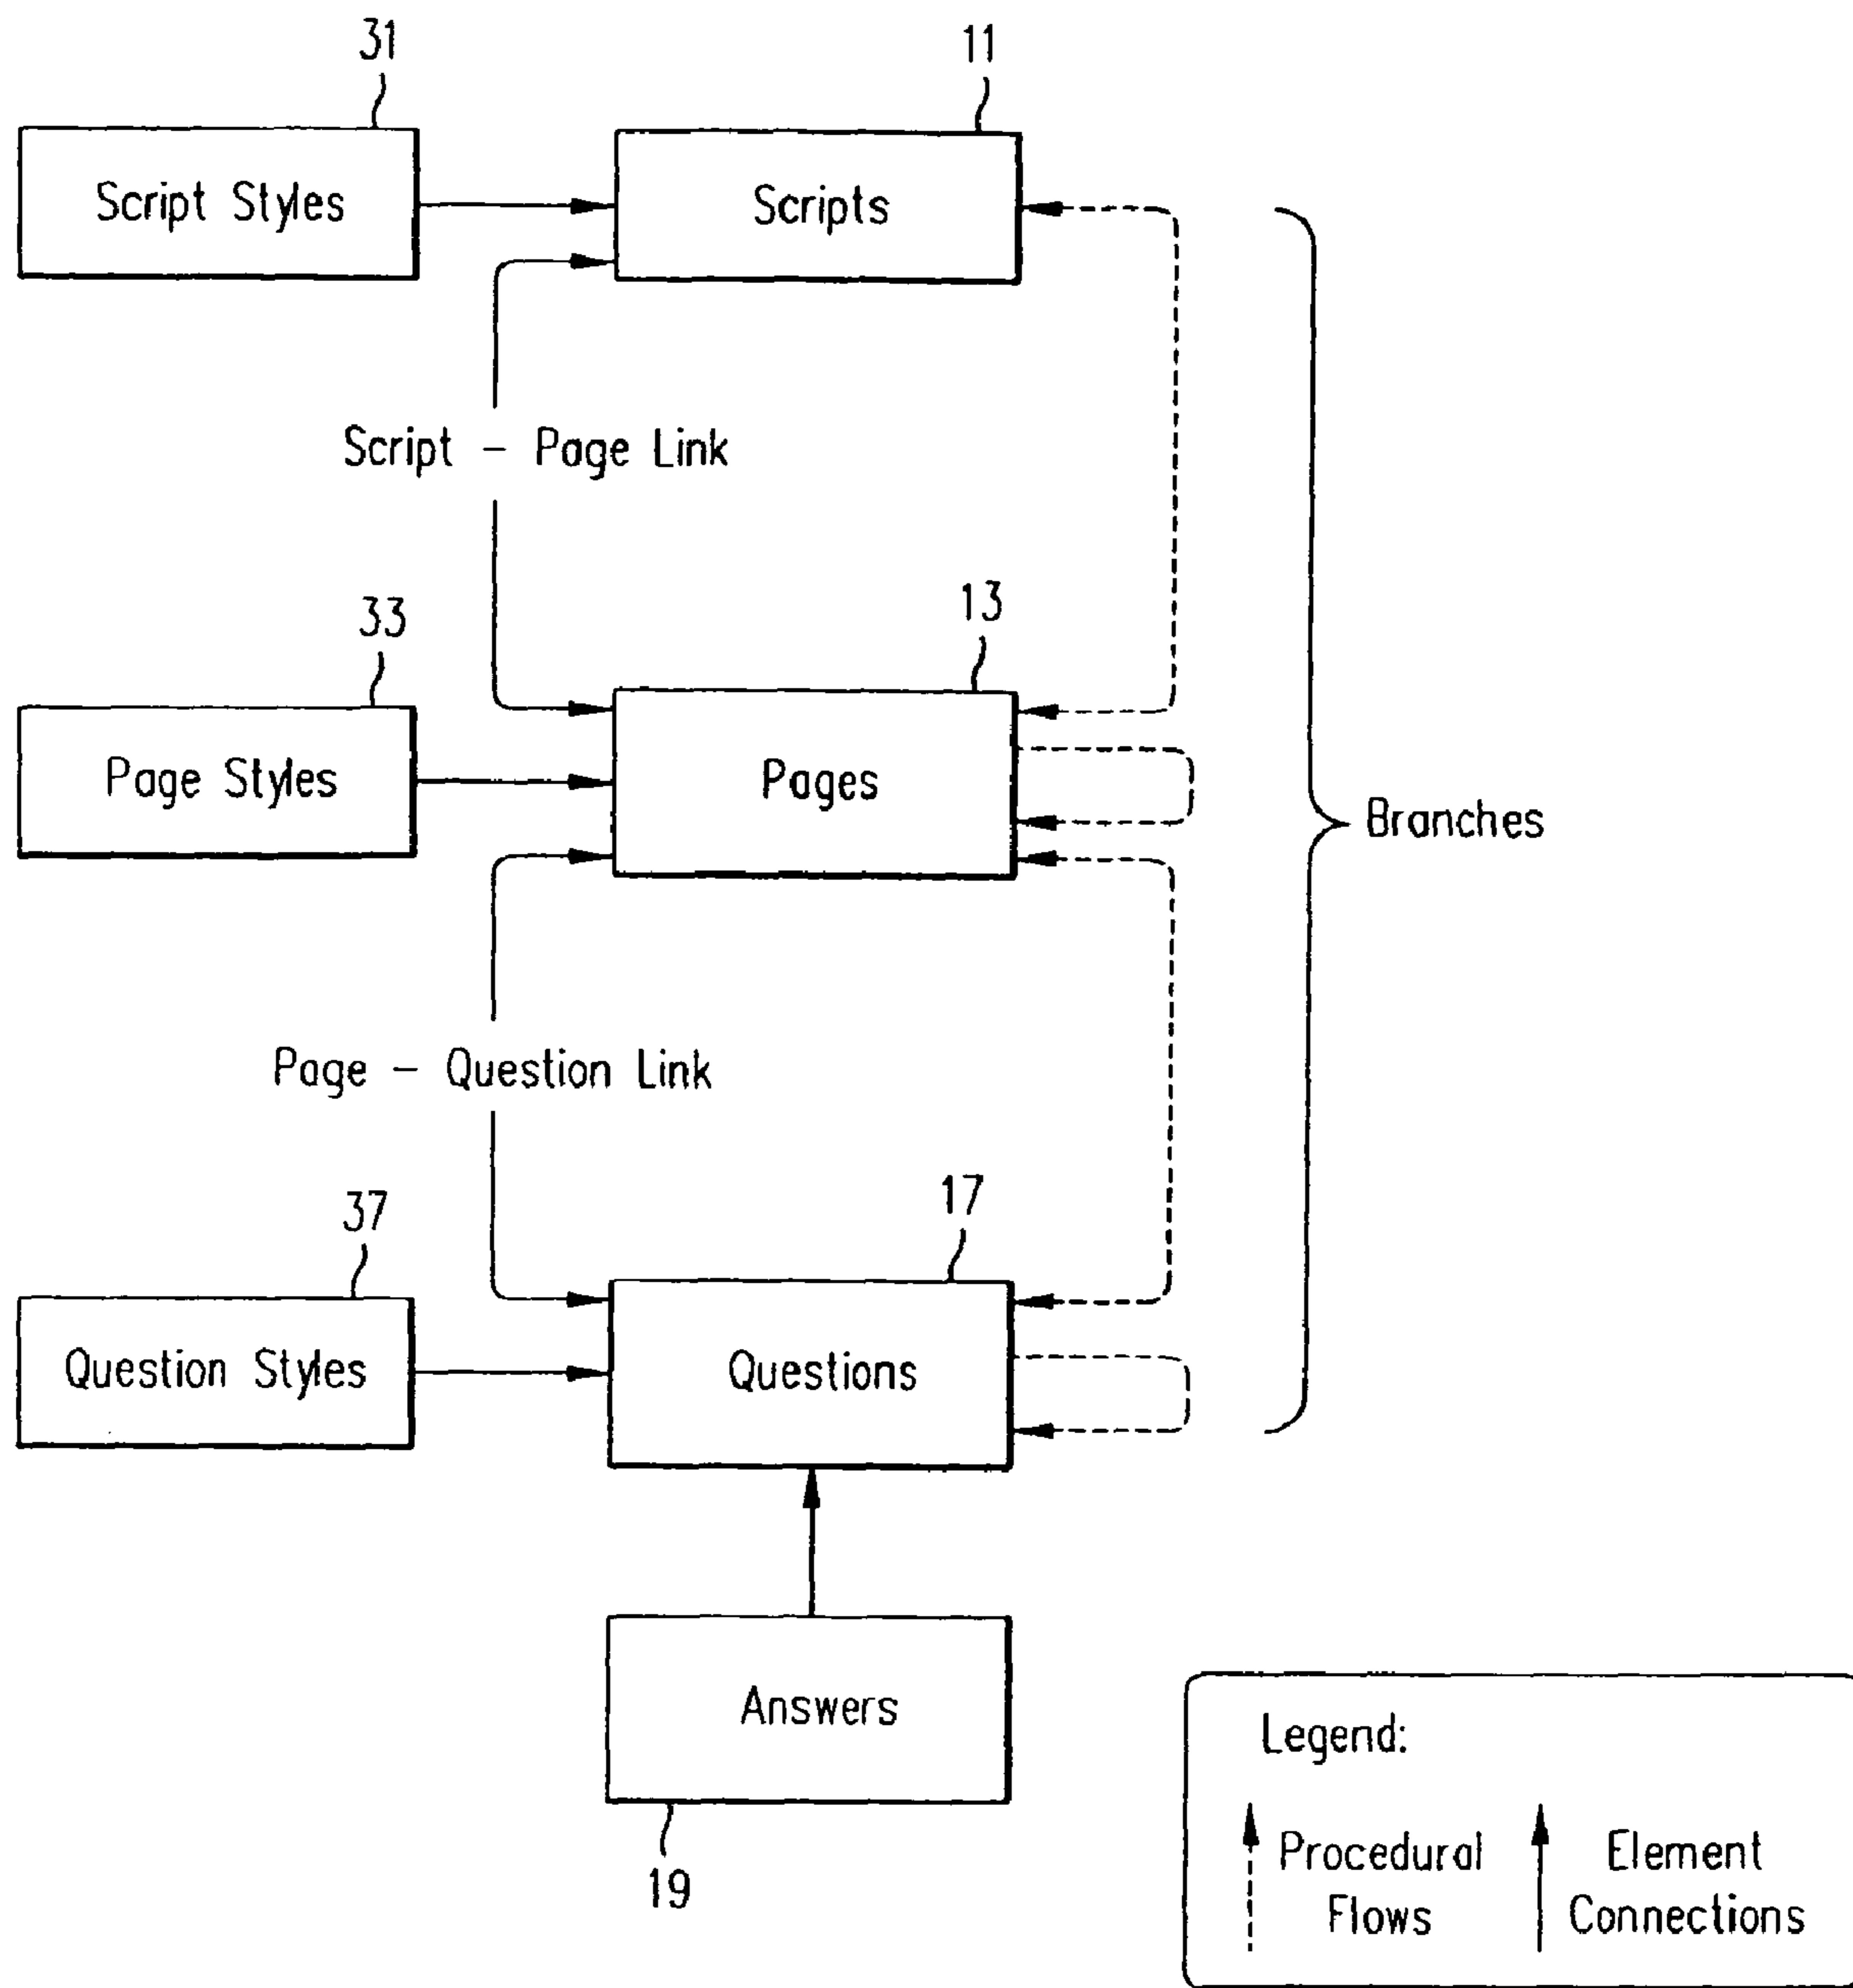 31
11
Script Styles
Scripts
Script - Page Link
33
13
Page Styles
Pages
Branches
Page - Question Link
37
17
Question Styles
Questions
Answers
19
Legend:
Procedural
Flows
Element
Connections